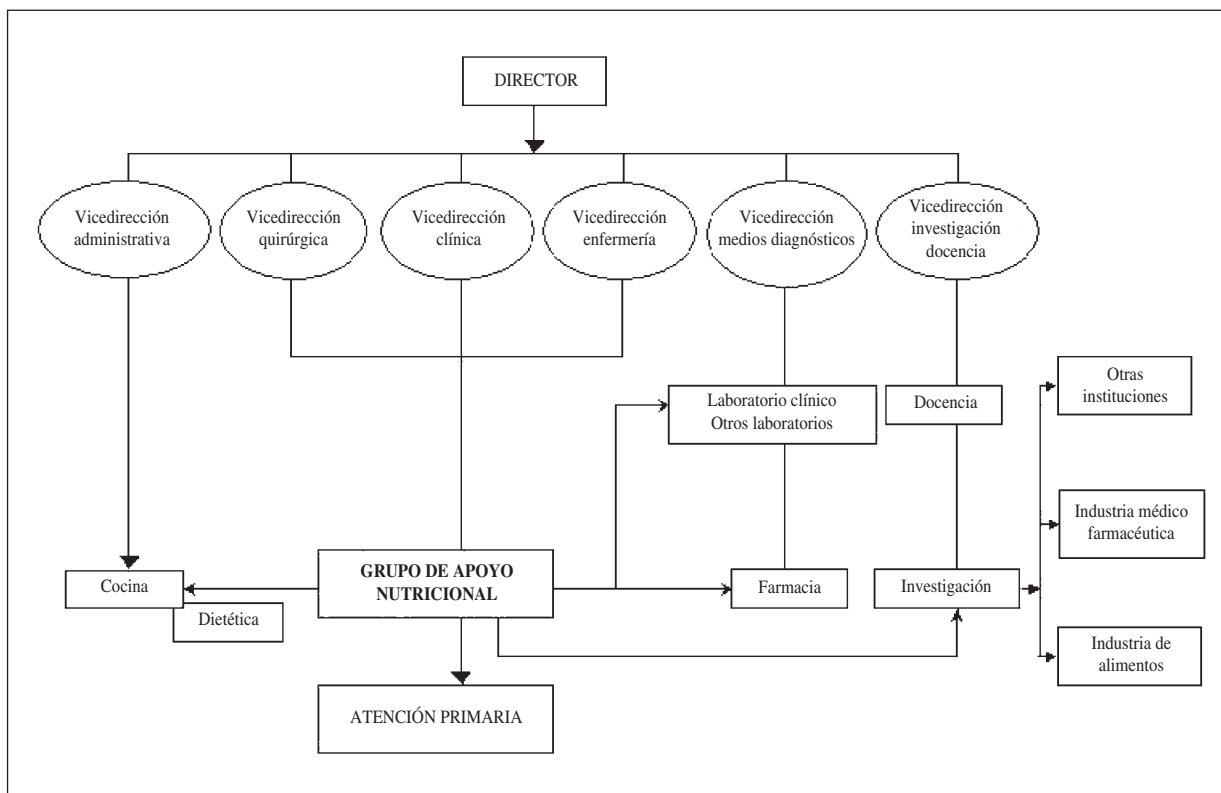 DIRECTOR
Vicedirección
administrativa
Vicedirección
quirúrgica
Vicedirección
clínica
Vicedirección
enfermería
Vicedirección
medios diagnósticos
Vicedirección
investigación
docencia
Laboratorio clínico
Otros laboratorios
Docencia
Otras
instituciones
Industria médico
farmacéutica
Cocina
Dietética
GRUPO DE APOYO
NUTRICIONAL
Farmacia
Investigación
Industria de
alimentos
ATENCIÓN PRIMARIA